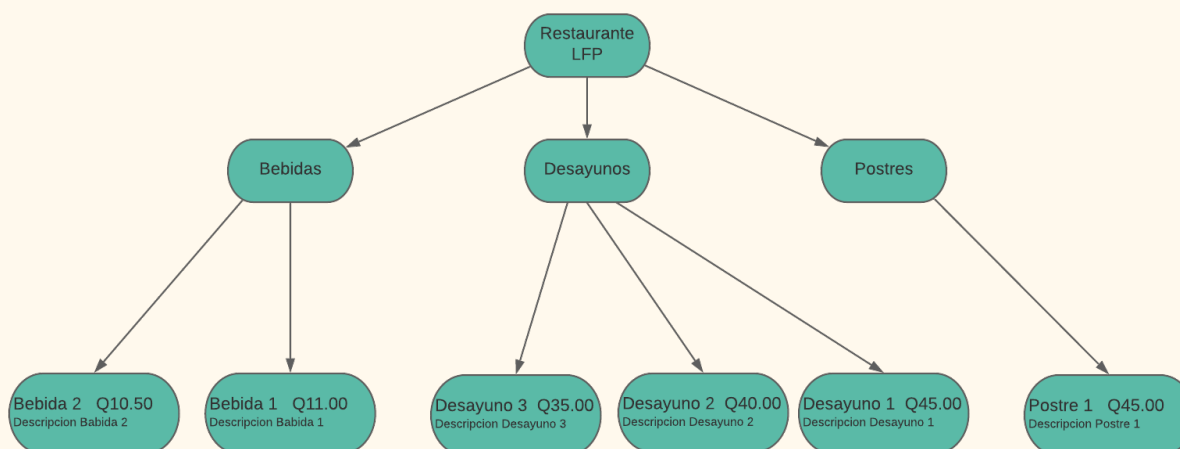 Restaurante
LFP
Bebidas
Desayunos
Postres
Bebida 2 Q10.50
Descripcion Babida 2
Bebida 1 Q11.00
Descripcion Babida 1
Desayuno 3 Q35.00
Descripcion Desayuno 3
Desayuno 2 Q40.00
Descripcion Desayuno 2
Desayuno 1 Q45.00
Descripcion Desayuno 1
Postre 1 Q45.00
Descripcion Postre 1